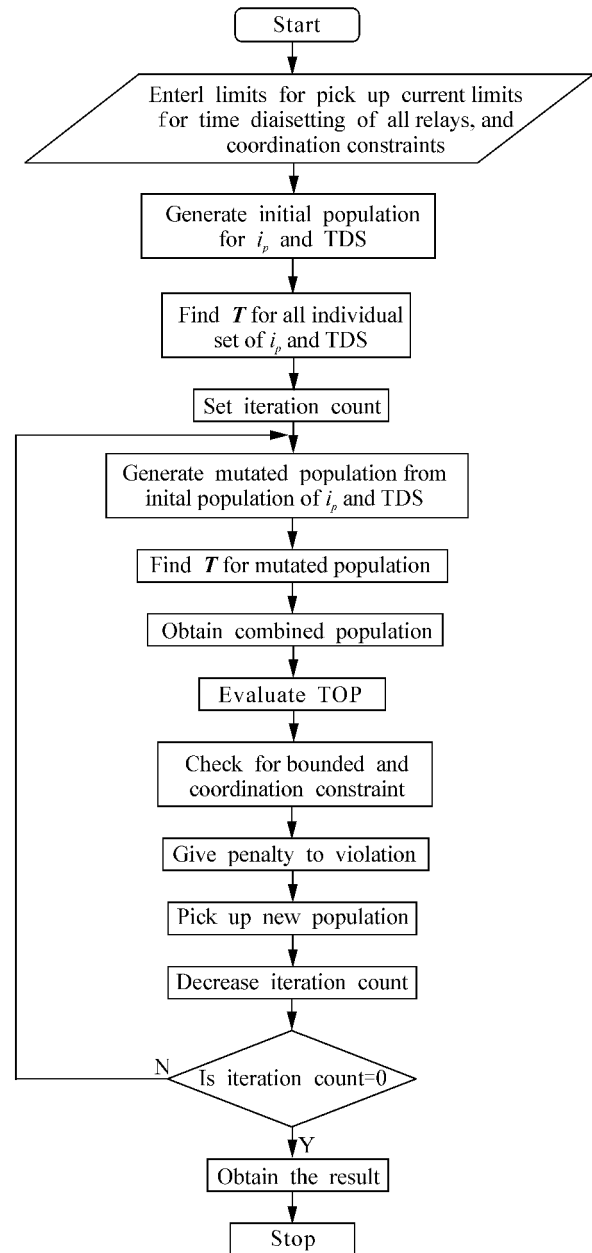 Start
Enterl limits for pick up current limits
for time diaisetting of all relays, and
coordination constraints
Generate initial population
for i_p and TDS
Find T for all individual
set of i_p and TDS
Set iteration count
Generate mutated population from
inital population of i_p and TDS
Find T for mutated population
Obtain combined population
Evaluate TOP
Check for bounded and
coordination constraint
Give penalty to violation
Pick up new population
Decrease iteration count
N
Is iteration count=0
Y
Obtain the result
Stop